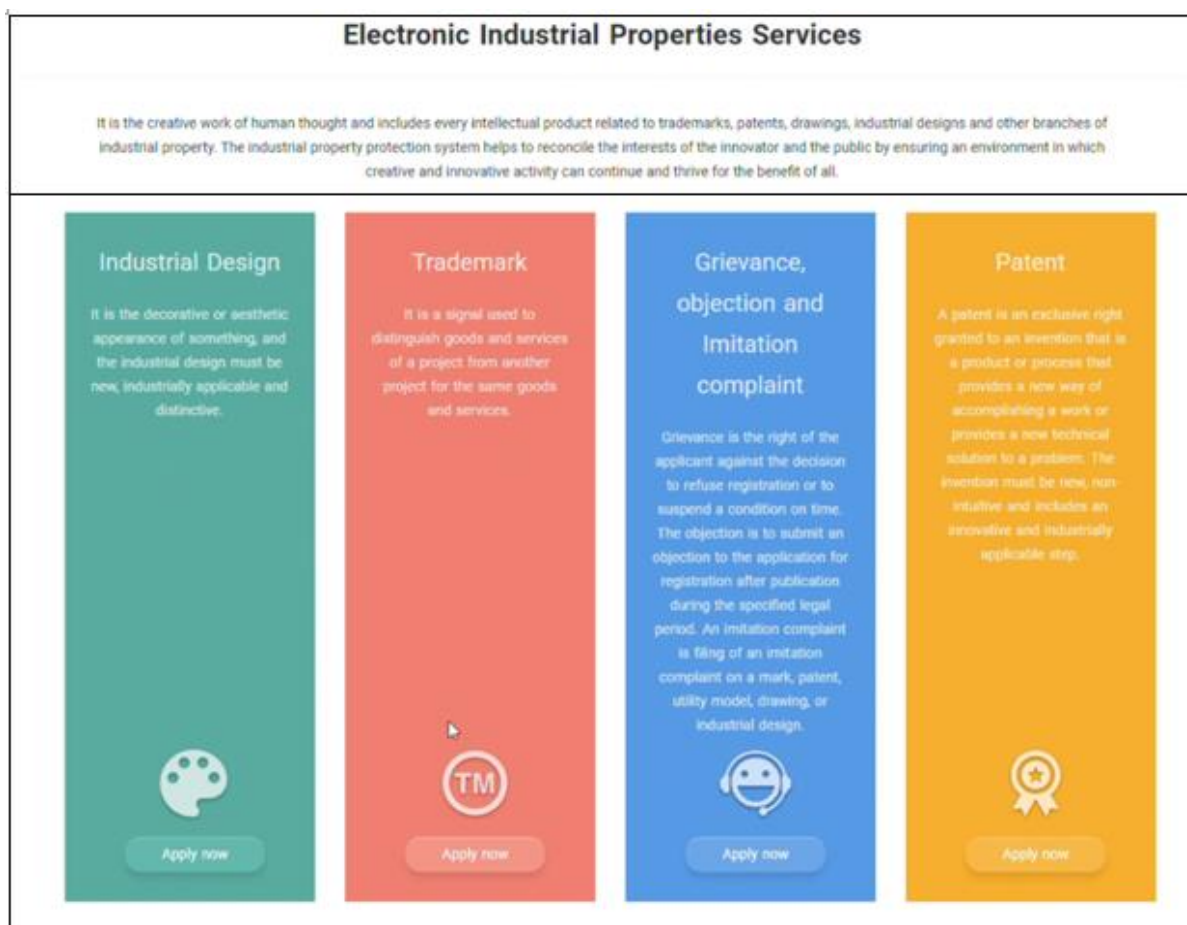 Electronic Industrial Properties Services
It is the creative work of human thought and includes every intellectual product related to trademarks, patents, drawings, industrial designs and other branches of
industrial property. The industrial property protection system helps to reconcile the interests of the innovator and the public by ensuring an environment in which
creative and innovative activity can continue and thrive for the benefit of all.
Industrial Design
It is the decorative or aesthetic
appearance of something, and
the industrial design must be
new, industrially applicable and
distinctive.
Apply now
Trademark
It is a signal used to
distinguish goods and services
of a project from another
project for the same goods
and services.
TM
Apply now
Grievance,
objection and
Imitation
complaint
Grievance is the right of the
applicant against the decision
to refuse registration or to
suspend a condition on time.
The objection is to submit an
objection to the application for
registration after publication
during the specified legal
period. An imitation complaint
is filing of an imitation
complaint on a mark, patent,
utility model, drawing, or
industrial design.
Apply now
Patent
A patent is an exclusive right
granted to an invention that is
a product or process that
provides a new way of
accomplishing a work or
provides a new technical
solution to a problem. The
invention must be new, non-
intuitive and includes an
innovative and industrially
applicable step.
Apply now